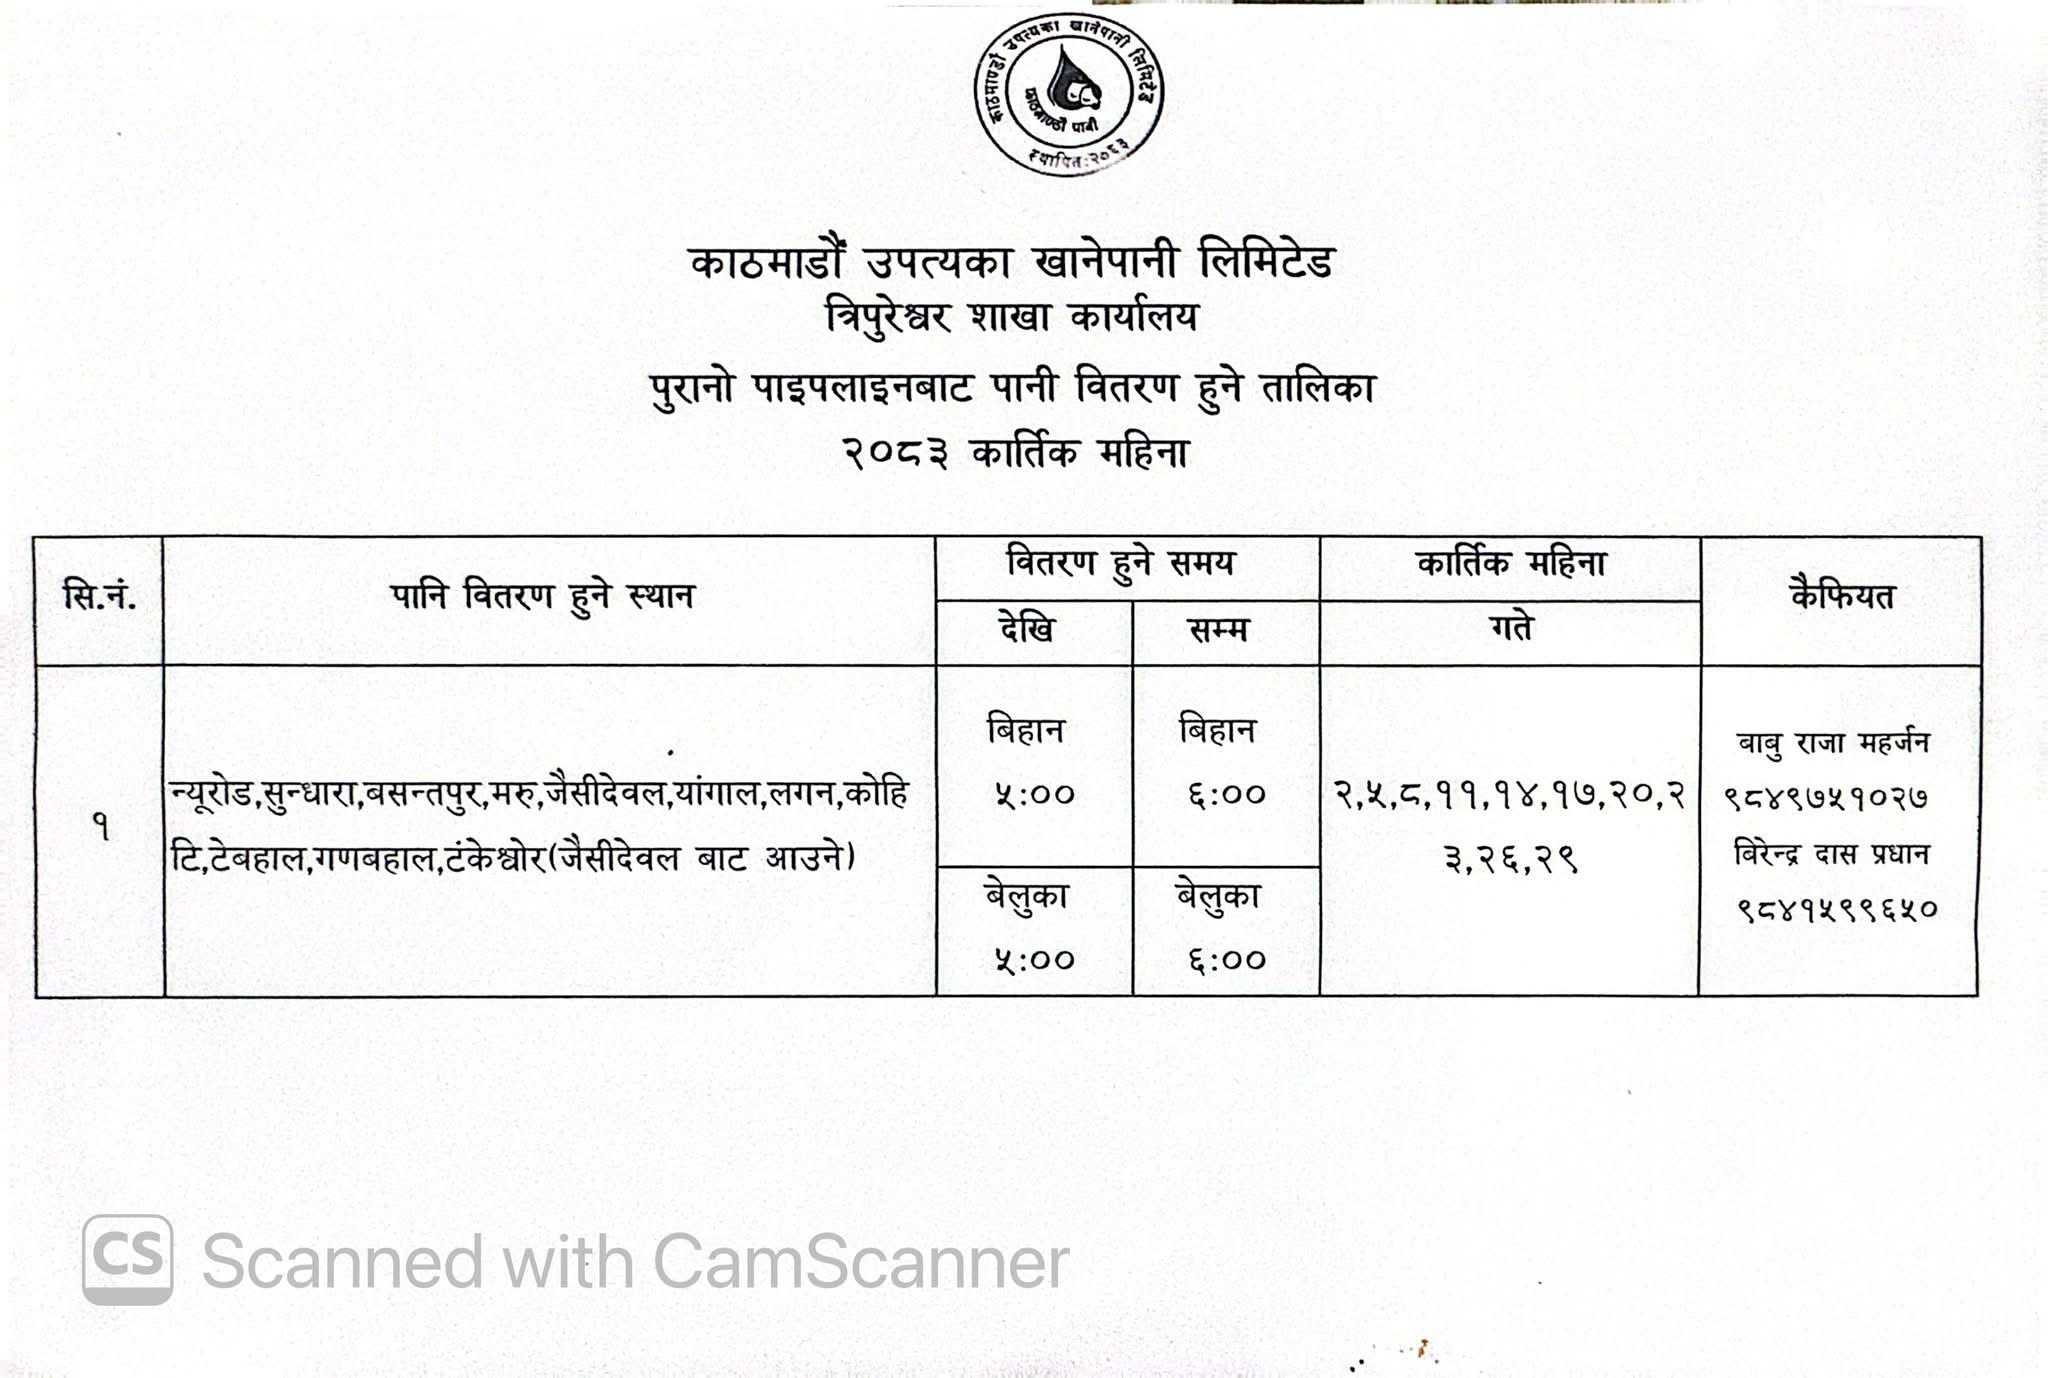 काठमाण्डौ उपत्यका खानेपानी लिमिटेड
काठमाण्डौ पानी
स्थापित:२०६३
काठमाडौं उपत्यका खानेपानी लिमिटेड
त्रिपुरेश्वर शाखा कार्यालय
पुरानो पाइपलाइनबाट पानी वितरण हुने तालिका
२०८३ कार्तिक महिना
सि.नं. पानि वितरण हुने स्थान वितरण हुने समय कार्तिक महिना कैफियत
देखि सम्म गते
१
न्यूरोड,सुन्धारा,बसन्तपुर,मरु,जैसीदेवल,यांगाल,लगन,कोहि
टि,टेबहाल,गणबहाल,टंकेश्वोर(जैसीदेवल बाट आउने)
बिहान
५:००
बिहान
६:००
बेलुका
५:००
बेलुका
६:००
२,५,८,११,१४,१७,२०,२
३,२६,२९
बाबु राजा महर्जन
९८४९७५१०२७
बिरेन्द्र दास प्रधान
९८४१५९९६५०
CS Scanned with CamScanner